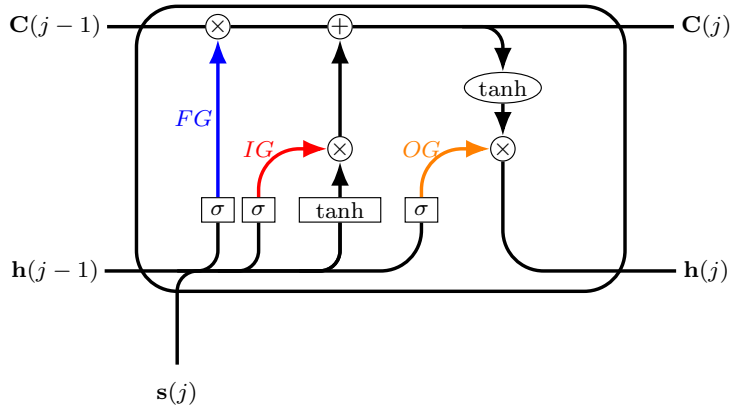 C(j − 1) × + C(j)
tanh
FG IG × OG ×
σ σ tanh σ
h(j−1) h(j)
s(j)